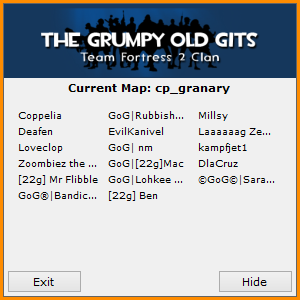 THE GRUMPY OLD GITS
Team Fortress 2 Clan
Current Map: cp_granary
Coppelia GoG|Rubbish... Millsy
Deafen EvilKanivel Laaaaaag Ze...
Loveclop GoG| nm kampfjet1
Zoombiez the ... GoG|[22g]Mac DlaCruz
[22g] Mr Flibble GoG|Lohkee ... ©GoG©|Sara...
GoG®|Bandic... [22g] Ben
Exit Hide